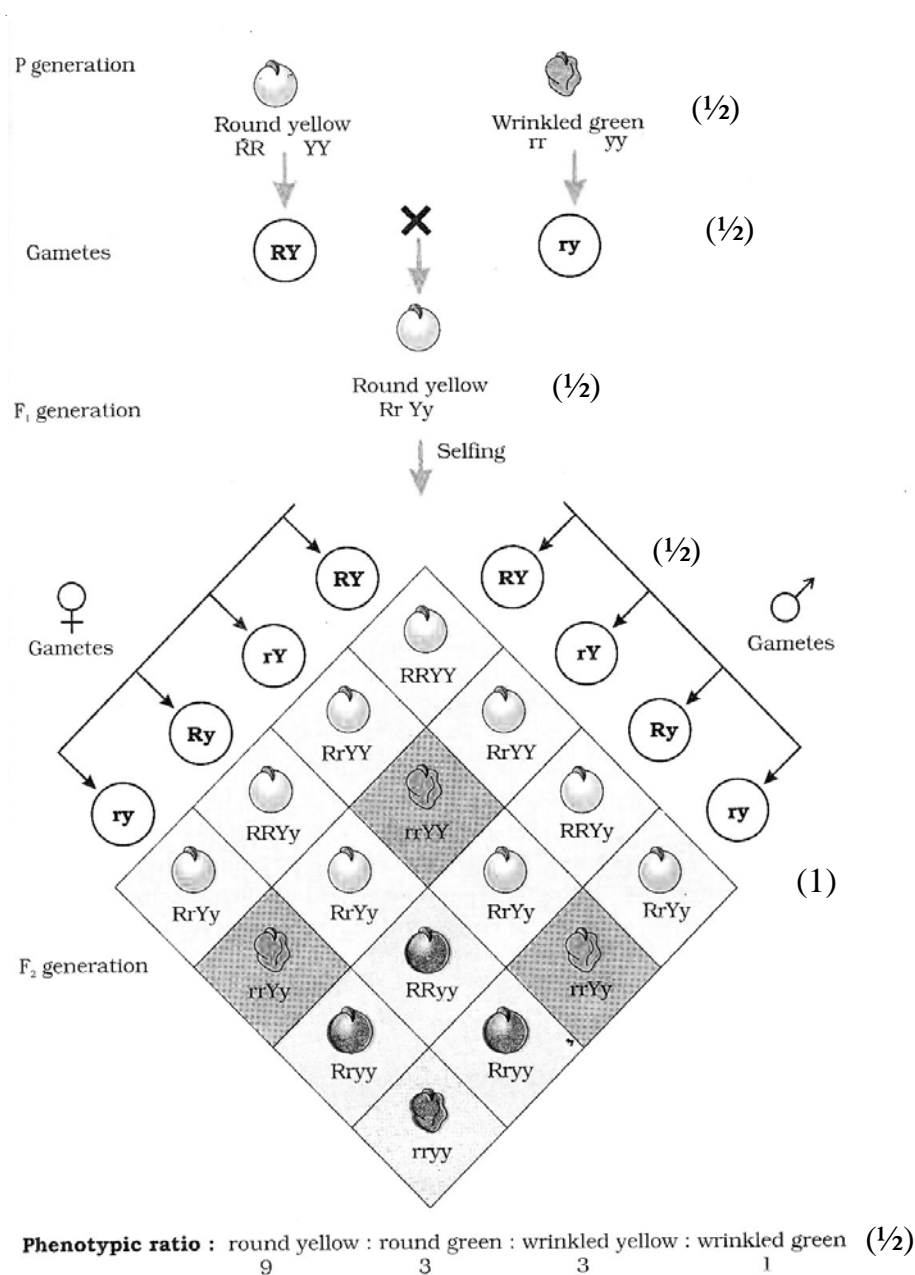 P generation
Round yellow Wrinkled green (½)
RR YY rr yy
Gametes RY ry (½)
Round yellow (½)
F₁ generation Rr Yy
Selfing
(½)
RY RY
Gametes rY rY Gametes
RRYY
Ry Ry
RrYY RrYY
ry ry
RRYy rrYY RRYy
(1)
RrYy RrYy RrYy RrYy
F₂ generation
rrYy RRyy rrYy
Rryy Rryy
rryy
Phenotypic ratio : round yellow : round green : wrinkled yellow : wrinkled green (½)
9 3 3 1